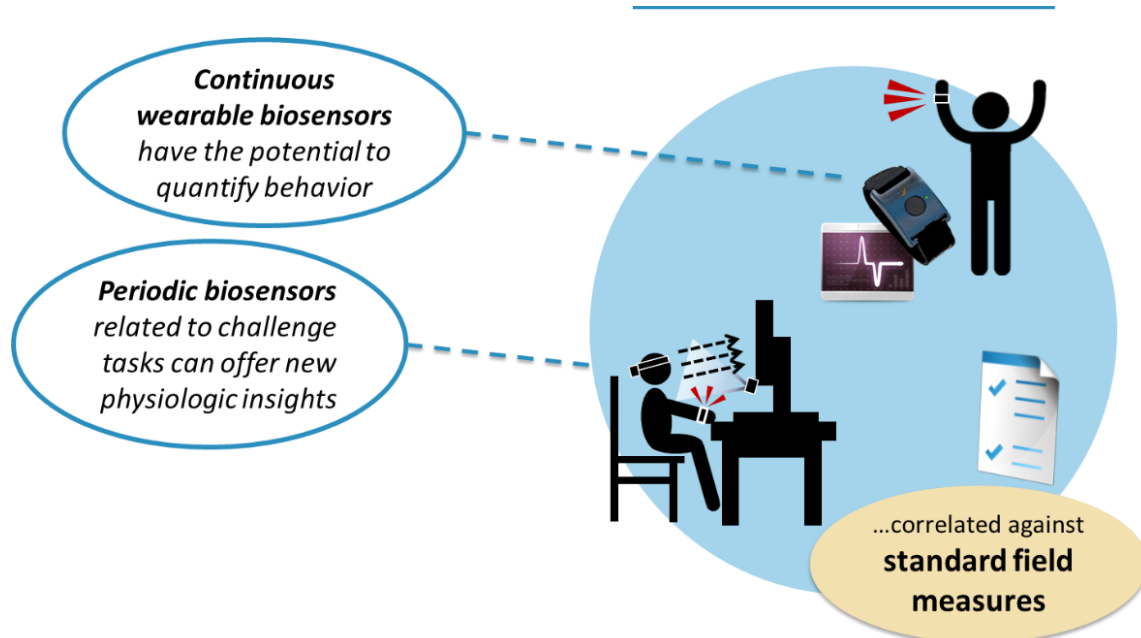 Continuous
wearable biosensors
have the potential to
quantify behavior
Periodic biosensors
related to challenge
tasks can offer new
physiologic insights
...correlated against
standard field
measures